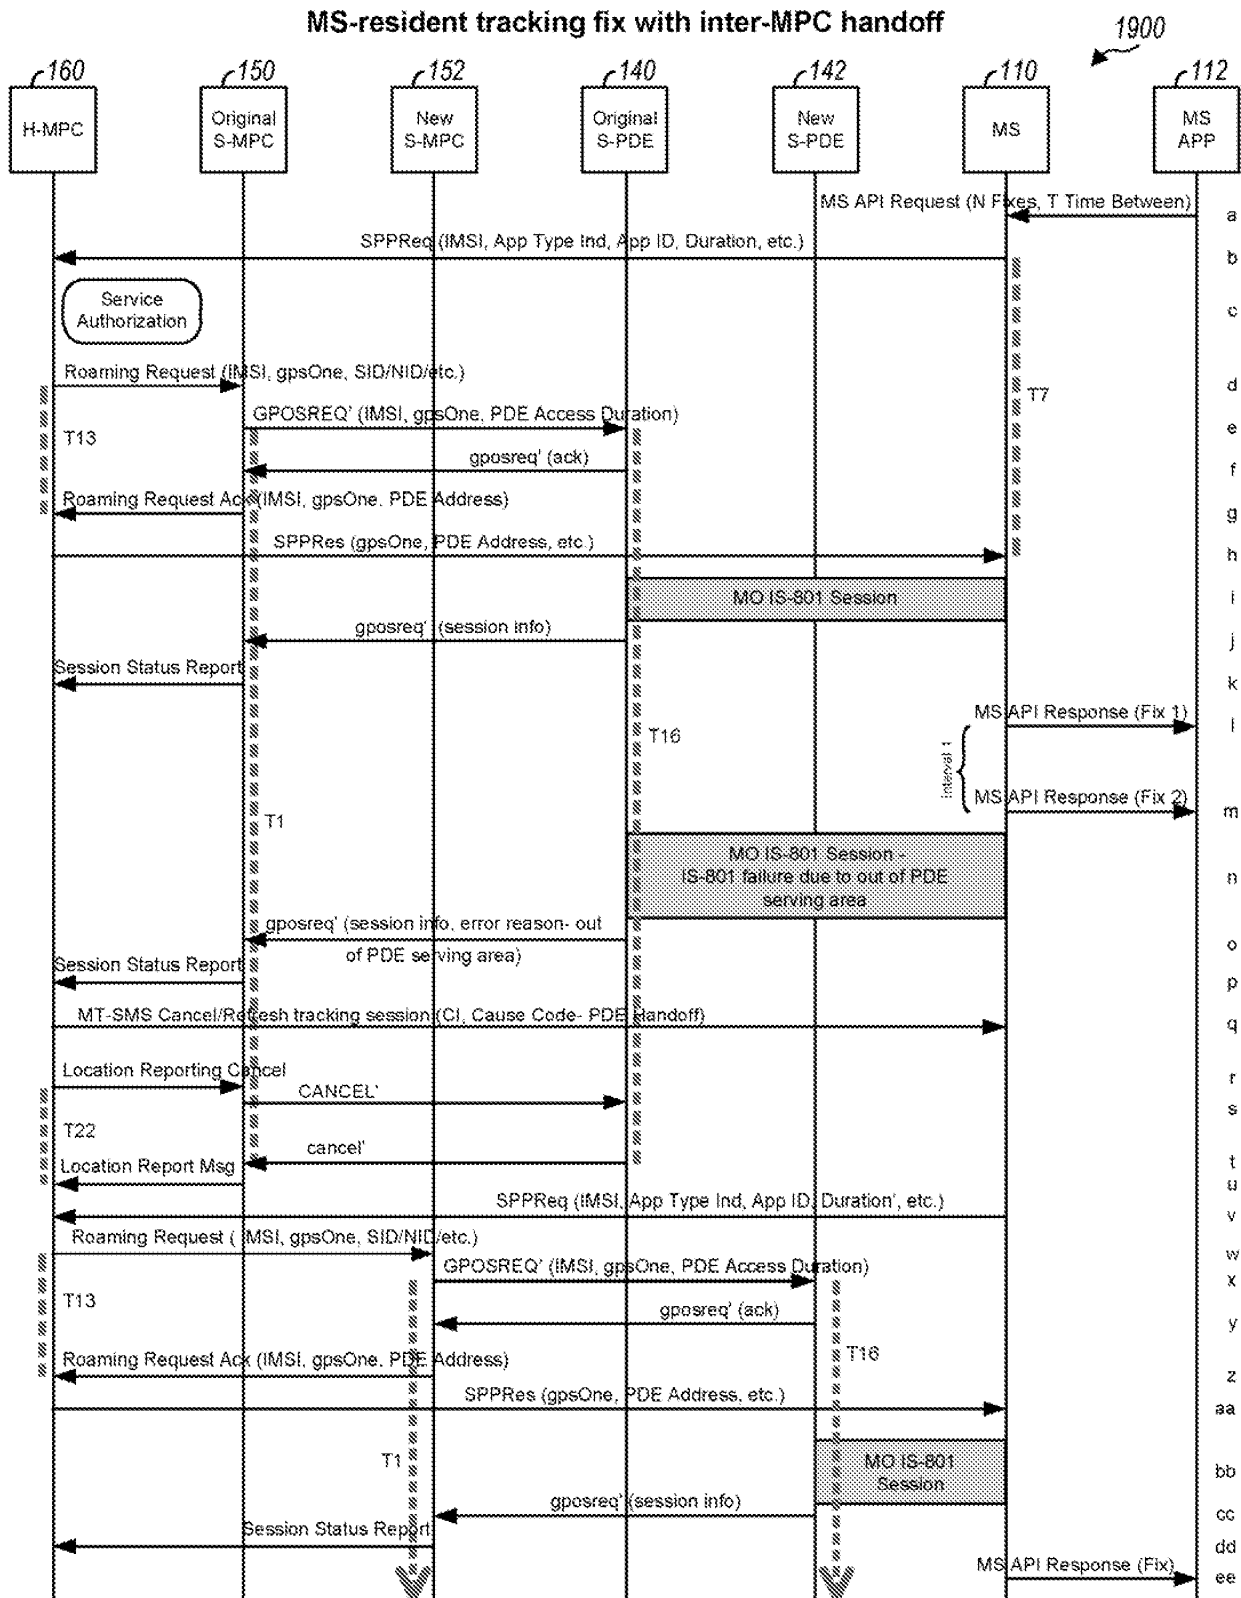 MS-resident tracking fix with inter-MPC handoff
1900
160
150
152
140
142
110
112
H-MPC
Original
S-MPC
New
S-MPC
Original
S-PDE
New
S-PDE
MS
MS
APP
MS API Request (N Fixes, T Time Between)
a
SPPReq (IMSI, App Type Ind, App ID, Duration, etc.)
b
Service
Authorization
c
Roaming Request (IMSI, gpsOne, SID/NID/etc.)
d
T7
GPOSREQ' (IMSI, gpsOne, PDE Access Duration)
e
T13
gposreq' (ack)
f
Roaming Request Ack (IMSI, gpsOne. PDE Address)
g
SPPRes (gpsOne, PDE Address, etc.)
h
MO IS-801 Session
i
gposreq' (session info)
j
Session Status Report
k
MS API Response (Fix 1)
l
T16
Interval 1
MS API Response (Fix 2)
m
T1
MO IS-801 Session -
IS-801 failure due to out of PDE
serving area
n
gposreq' (session info, error reason- out
of PDE serving area)
o
Session Status Report
p
MT-SMS Cancel/Refresh tracking session (CI, Cause Code- PDE Handoff)
q
Location Reporting Cancel
r
CANCEL'
s
T22
cancel'
t
Location Report Msg
u
SPPReq (IMSI, App Type Ind, App ID, Duration', etc.)
v
Roaming Request ( IMSI, gpsOne, SID/NID/etc.)
w
GPOSREQ' (IMSI, gpsOne, PDE Access Duration)
x
T13
gposreq' (ack)
y
T16
Roaming Request Ack (IMSI, gpsOne. PDE Address)
z
SPPRes (gpsOne, PDE Address, etc.)
aa
T1
MO IS-801
Session
bb
gposreq' (session info)
cc
Session Status Report
dd
MS API Response (Fix)
ee